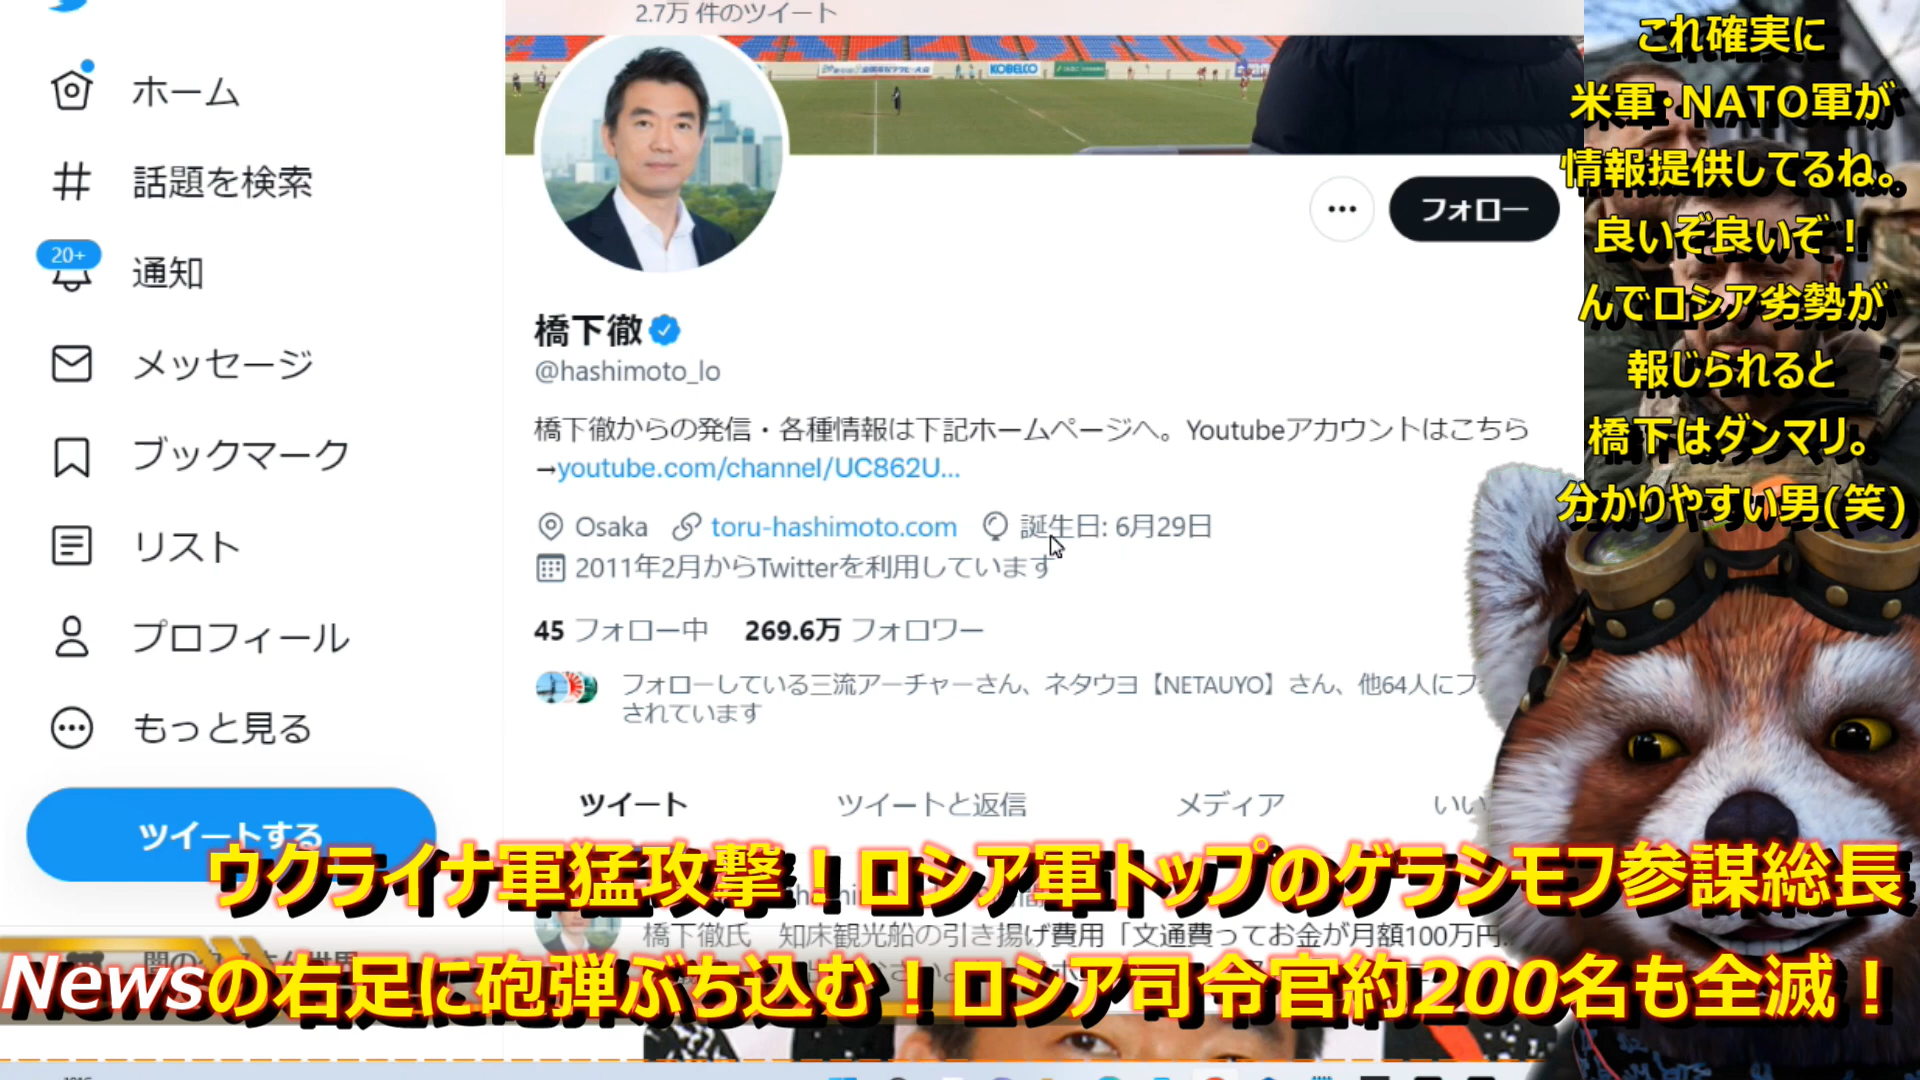 2.7万 件のツイート
KOBELCO
ホーム
話題を検索
20+
通知
メッセージ
ブックマーク
リスト
プロフィール
もっと見る
ツイートする
フォロー
橋下徹
@hashimoto_lo
橋下徹からの発信・各種情報は下記ホームページへ。Youtubeアカウントはこちら
→youtube.com/channel/UC862U...
Osaka toru-hashimoto.com 誕生日: 6月29日
2011年2月からTwitterを利用しています
45 フォロー中 269.6万 フォロワー
フォローしている三流アーチャーさん、ネタウヨ【NETAUYO】さん、他64人にフ
されています
ツイート ツイートと返信 メディア いい
橋下徹氏 知床観光船の引き揚げ費用「文通費ってお金が月額100万円...
これ確実に
米軍・NATO軍が
情報提供してるね。
良いぞ良いぞ！
んでロシア劣勢が
報じられると
橋下はダンマリ。
分かりやすい男(笑)
ウクライナ軍猛攻撃！ロシア軍トップのゲラシモフ参謀総長
Newsの右足に砲弾ぶち込む！ロシア司令官約200名も全滅！